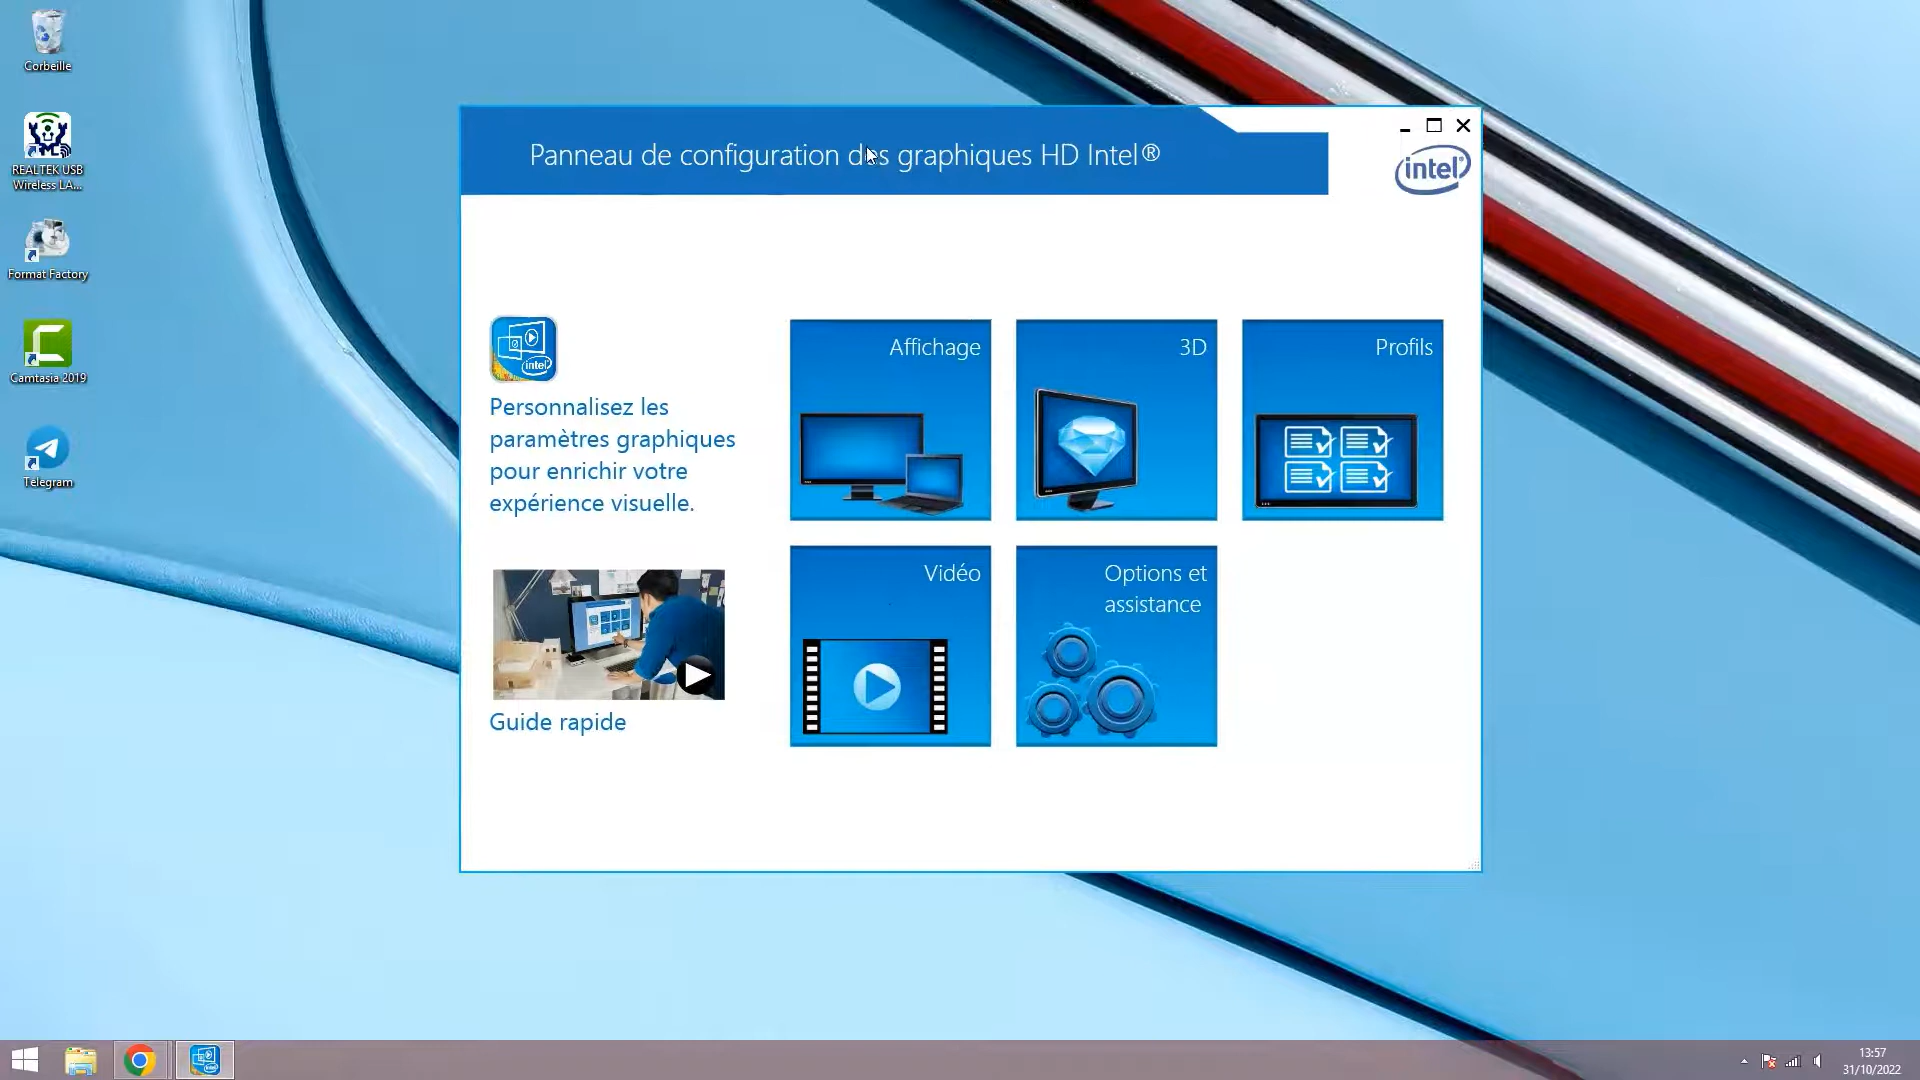 Corbeille
REALTEK USB
Wireless LA...
Format Factory
Camtasia 2019
Telegram
Panneau de configuration des graphiques HD Intel®
intel
intel
Personnalisez les
paramètres graphiques
pour enrichir votre
expérience visuelle.
Guide rapide
Affichage
3D
Profils
Vidéo
Options et
assistance
13:57
31/10/2022